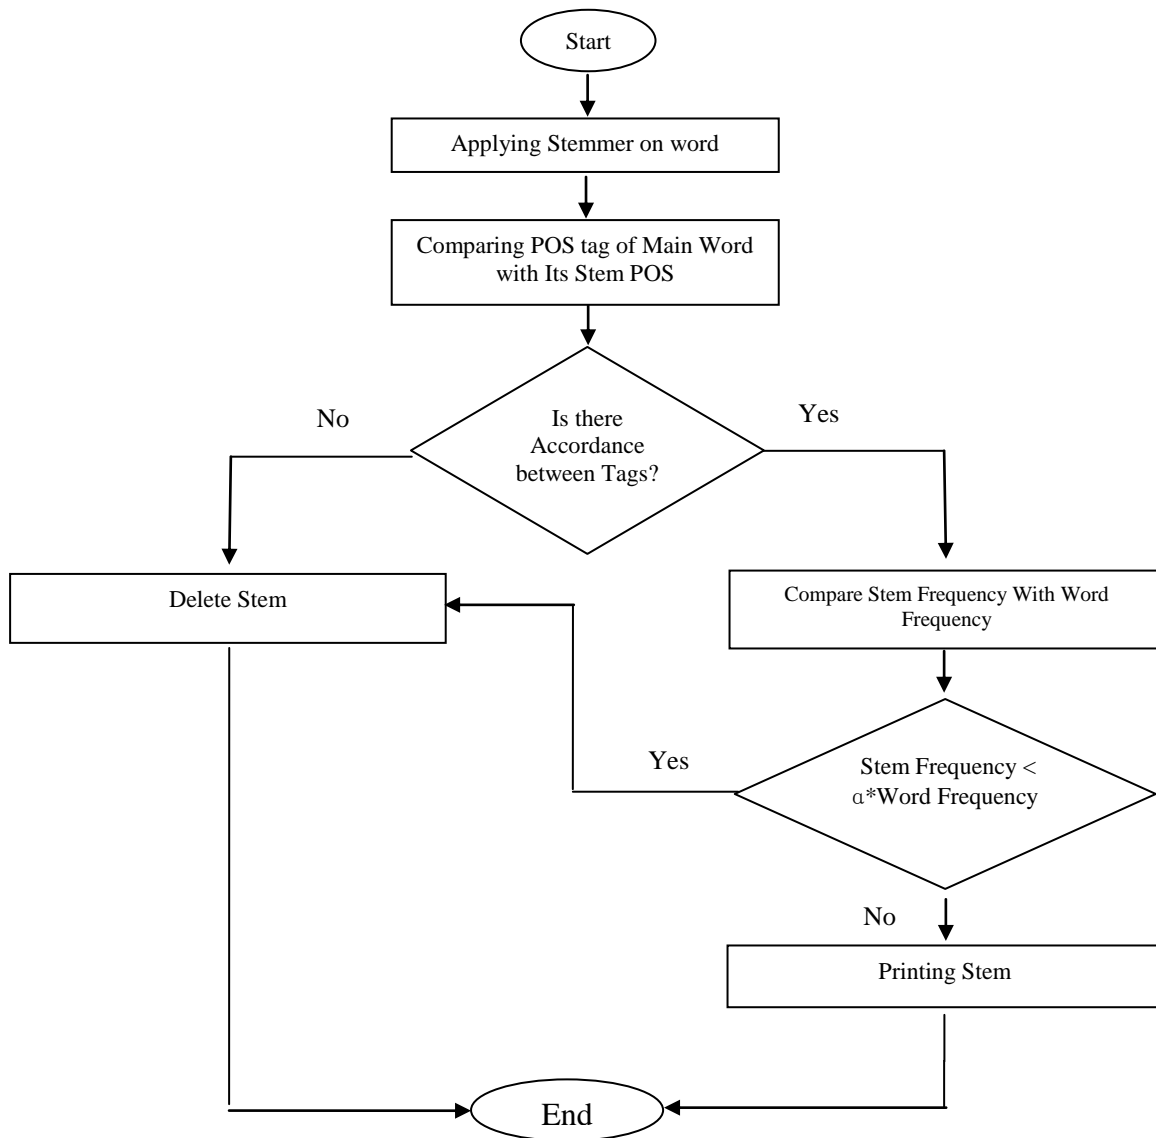 Start
Applying Stemmer on word
Comparing POS tag of Main Word
with Its Stem POS
No
Is there
Accordance
between Tags?
Yes
Delete Stem
Compare Stem Frequency With Word
Frequency
Yes
Stem Frequency <
α*Word Frequency
No
Printing Stem
End